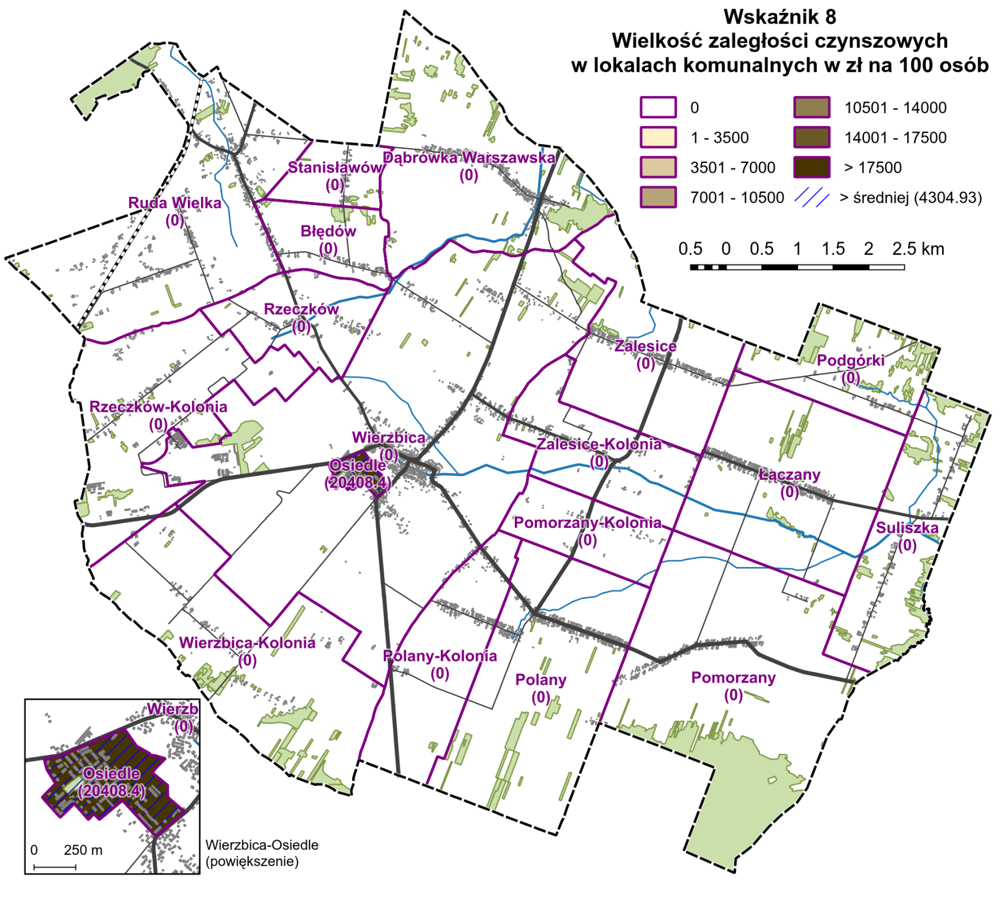 Wskaźnik 8
Wielkość zaległości czynszowych
w lokalach komunalnych w zł na 100 osób
0
1 - 3500
3501 - 7000
7001 - 10500
10501 - 14000
14001 - 17500
> 17500
> średniej (4304.93)
0.5 0 0.5 1 1.5 2 2.5 km
Dąbrówka Warszawska
(0)
Stanisławów
(0)
Ruda Wielka
(0)
Błędów
(0)
Rzeczków
(0)
Zalesice
(0)
Podgórki
(0)
Rzeczków-Kolonia
(0)
Wierzbica
(0)
Zalesice-Kolonia
(0)
Osiedle
(20408.4)
Łączany
(0)
Pomorzany-Kolonia
(0)
Suliszka
(0)
Wierzbica-Kolonia
(0)
Polany-Kolonia
(0)
Polany
(0)
Pomorzany
(0)
Wierzb
(0)
Osiedle
(20408.4)
0 250 m
Wierzbica-Osiedle
(powiększenie)